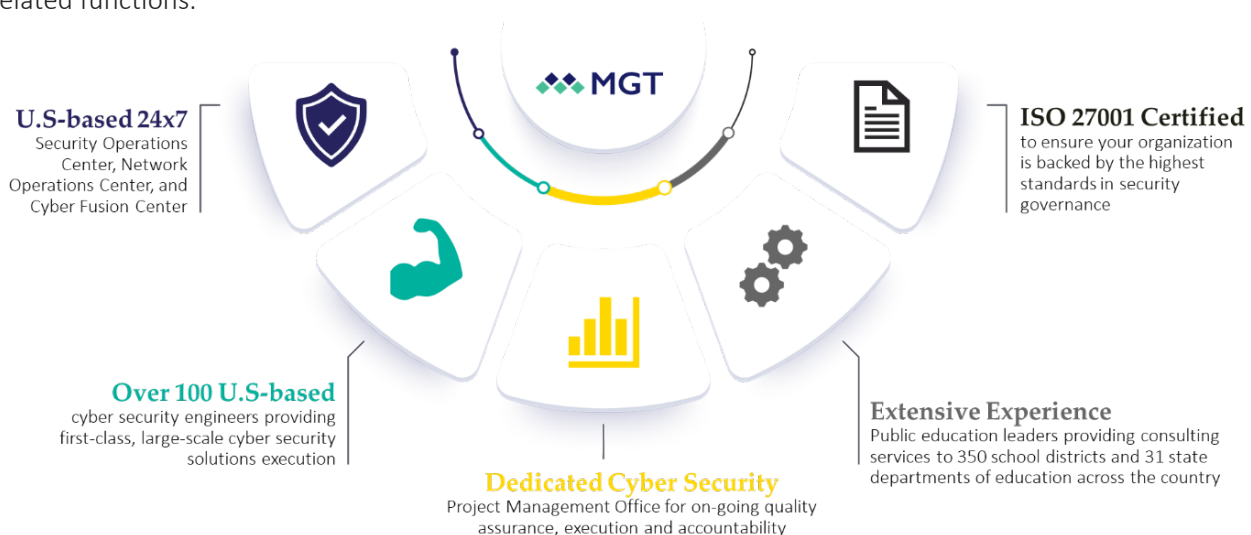 elated functions.
MGT
U.S-based 24x7
Security Operations
Center, Network
Operations Center, and
Cyber Fusion Center
Over 100 U.S-based
cyber security engineers providing
first-class, large-scale cyber security
solutions execution
Dedicated Cyber Security
Project Management Office for on-going quality
assurance, execution and accountability
Extensive Experience
Public education leaders providing consulting
services to 350 school districts and 31 state
departments of education across the country
ISO 27001 Certified
to ensure your organization
is backed by the highest
standards in security
governance